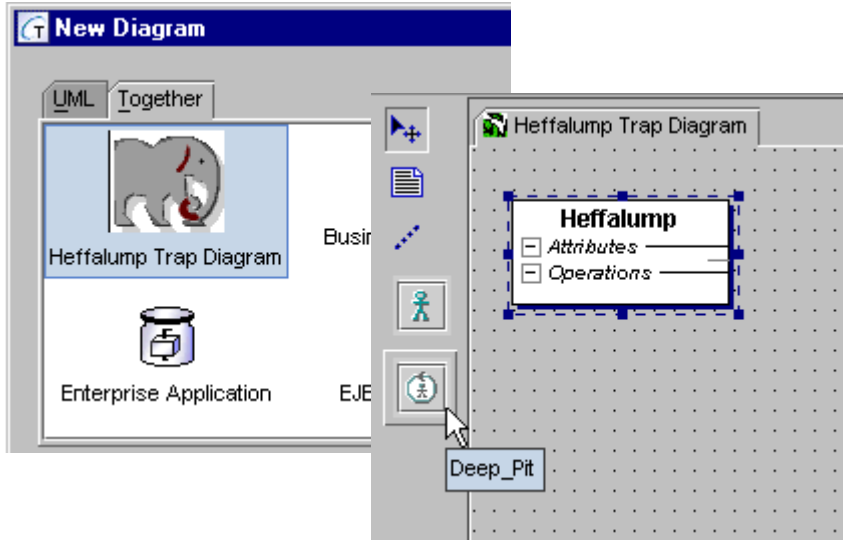 New Diagram
UML
Together
Heffalump Trap Diagram
Enterprise Application
Heffalump Trap Diagram
Heffalump
Attributes
Operations
Deep_Pit